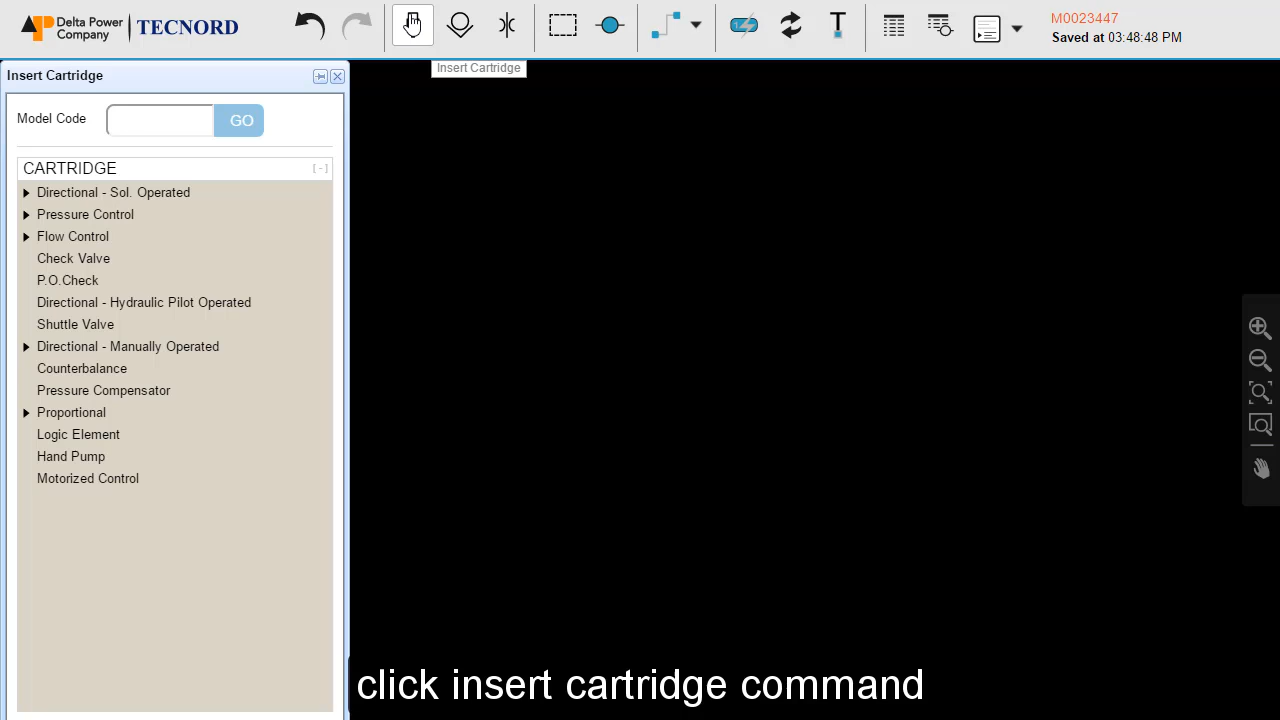 Delta Power
Company
TECNORD
1.2
T
M0023447
Saved at 03:48:48 PM
Insert Cartridge
Insert Cartridge
Model Code
GO
CARTRIDGE
[-]
Directional - Sol. Operated
Pressure Control
Flow Control
Check Valve
P.O.Check
Directional - Hydraulic Pilot Operated
Shuttle Valve
Directional - Manually Operated
Counterbalance
Pressure Compensator
Proportional
Logic Element
Hand Pump
Motorized Control
click insert cartridge command